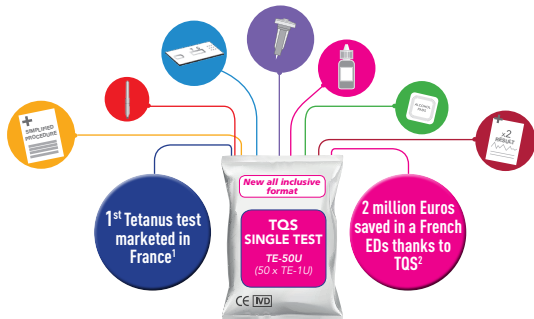 SIMPLIFIED
PROCEDURE
ALCOHOL
PADS
x2
RESULT
1st Tetanus test
marketed in
France1
New all inclusive
format
TQS
SINGLE TEST
TE-50U
(50 x TE-1U)
CE IVD
2 million Euros
saved in a French
EDs thanks to
TQS2